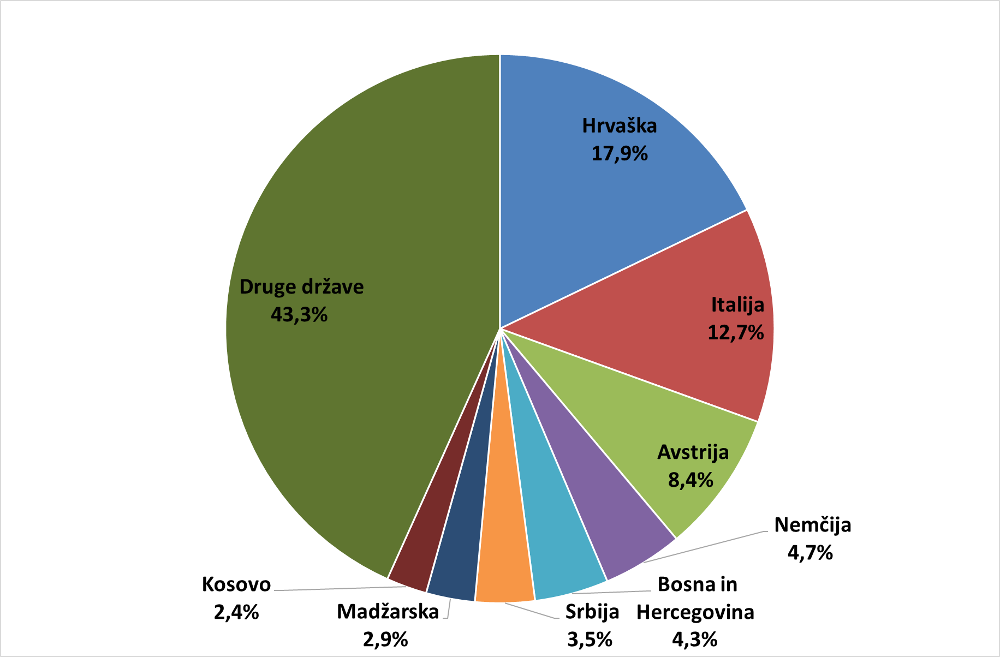 Hrvaška
17,9%
Italija
12,7%
Avstrija
8,4%
Nemčija
4,7%
Bosna in
Hercegovina
4,3%
Srbija
3,5%
Madžarska
2,9%
Kosovo
2,4%
Druge države
43,3%